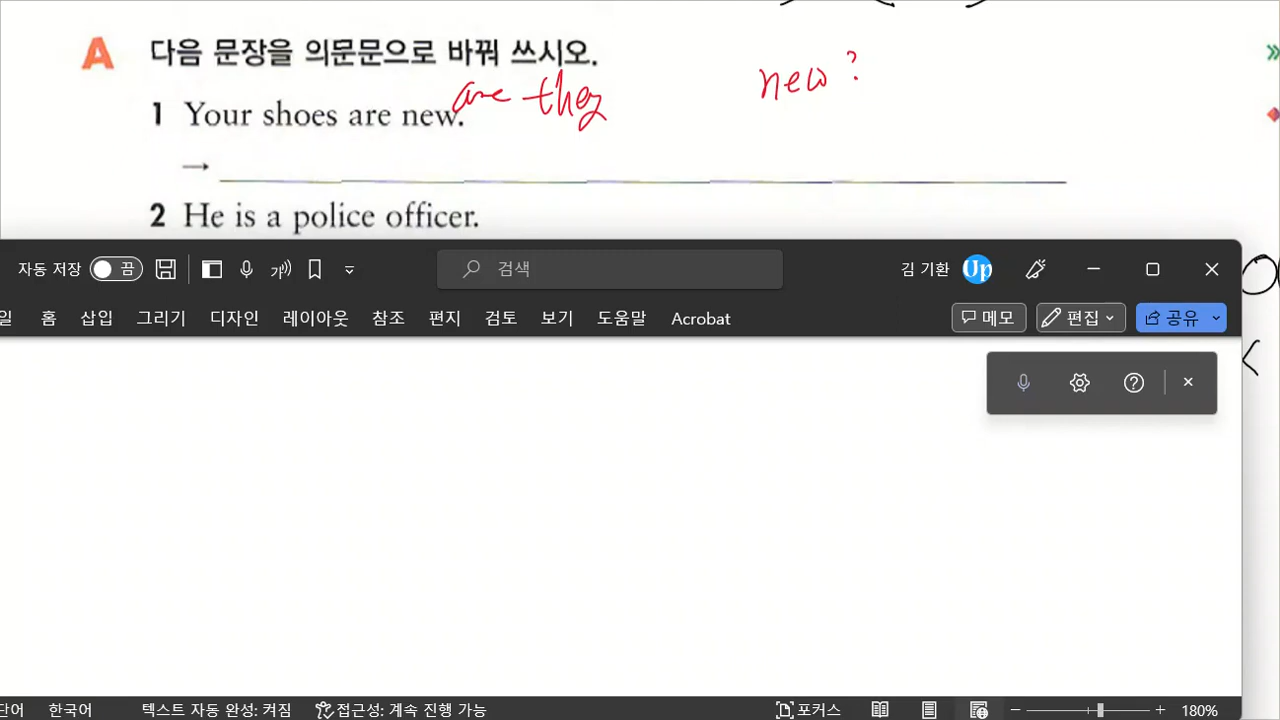 A 다음 문장을 의문문으로 바꿔 쓰시오.
are they new?
1 Your shoes are new.
→
2 He is a police officer.
자동 저장 끔 가 검색 김 기환 Up
일 홈 삽입 그리기 디자인 레이아웃 참조 편지 검토 보기 도움말 Acrobat 메모 편집 공유
단어 한국어 텍스트 자동 완성: 켜짐 접근성: 계속 진행 가능 포커스 − + 180%